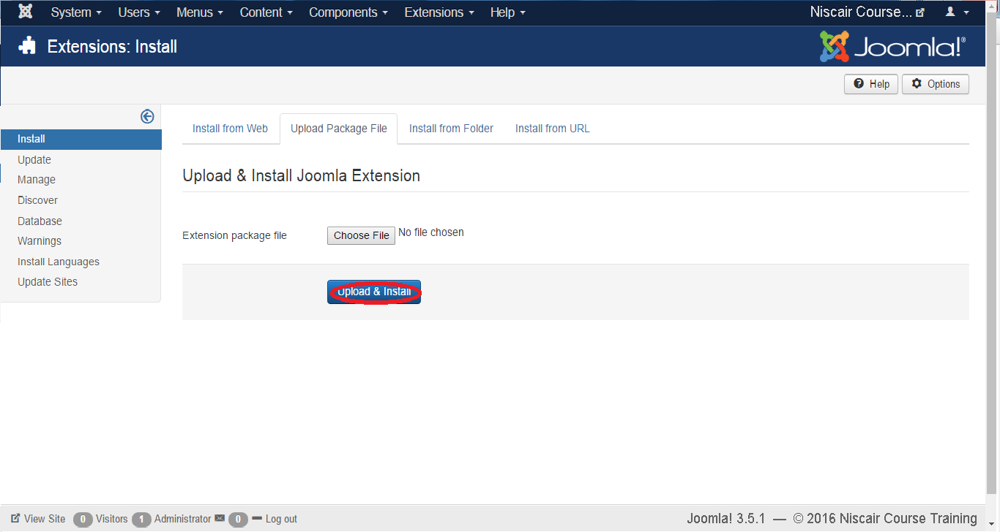 System Users Menus Content Components Extensions Help Niscair Course...
Extensions: Install Joomla!®
Help Options
Install from Web Upload Package File Install from Folder Install from URL
Install
Update
Manage
Discover
Database
Warnings
Install Languages
Update Sites
Upload & Install Joomla Extension
Extension package file Choose File No file chosen
Upload & Install
View Site 0 Visitors 1 Administrator 0 Log out Joomla! 3.5.1 — © 2016 Niscair Course Training